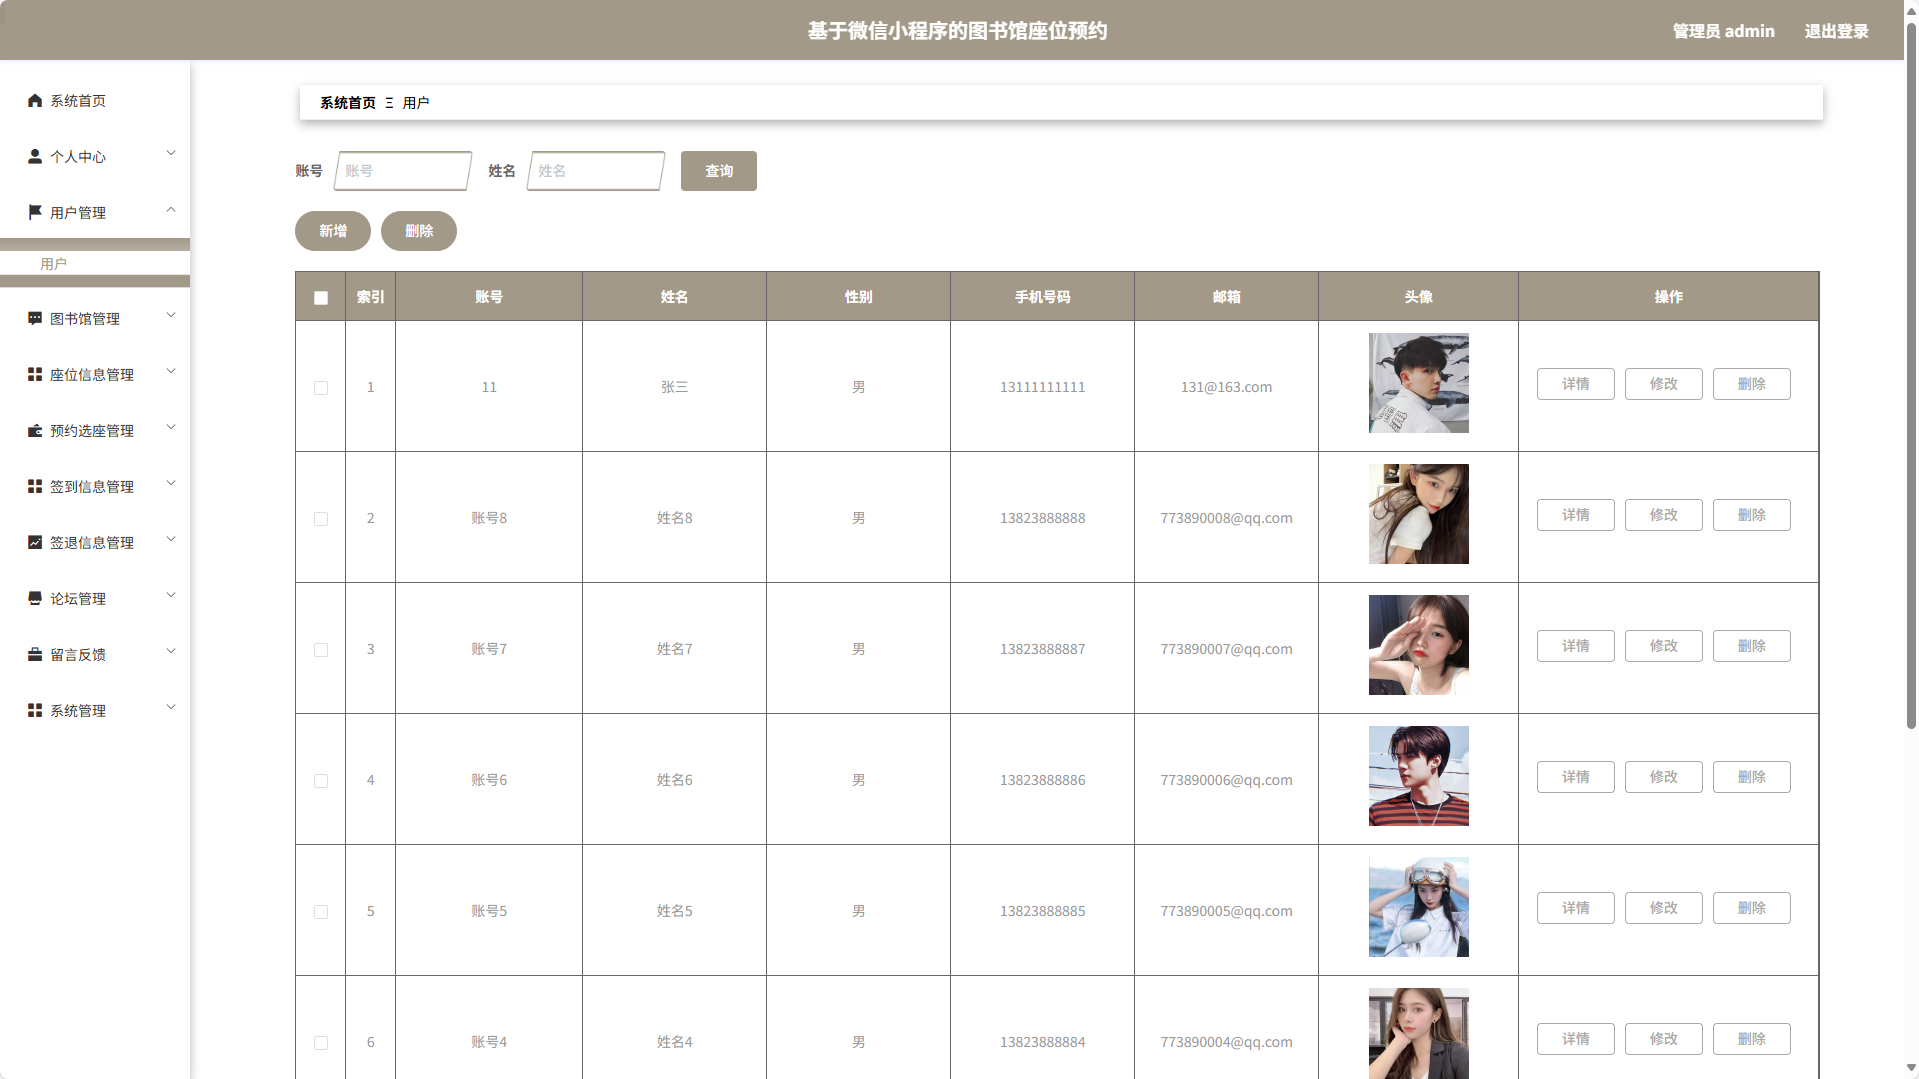 基于微信小程序的图书馆座位预约
管理员 admin
退出登录
系统首页
个人中心
用户管理
用户
图书馆管理
座位信息管理
预约选座管理
签到信息管理
签退信息管理
论坛管理
留言反馈
系统管理
系统首页 Ξ 用户
账号 账号 姓名 姓名 查询
新增 删除
索引 账号 姓名 性别 手机号码 邮箱 头像 操作
1 11 张三 男 13111111111 131@163.com 详情 修改 删除
2 账号8 姓名8 男 13823888888 773890008@qq.com 详情 修改 删除
3 账号7 姓名7 男 13823888887 773890007@qq.com 详情 修改 删除
4 账号6 姓名6 男 13823888886 773890006@qq.com 详情 修改 删除
5 账号5 姓名5 男 13823888885 773890005@qq.com 详情 修改 删除
6 账号4 姓名4 男 13823888884 773890004@qq.com 详情 修改 删除